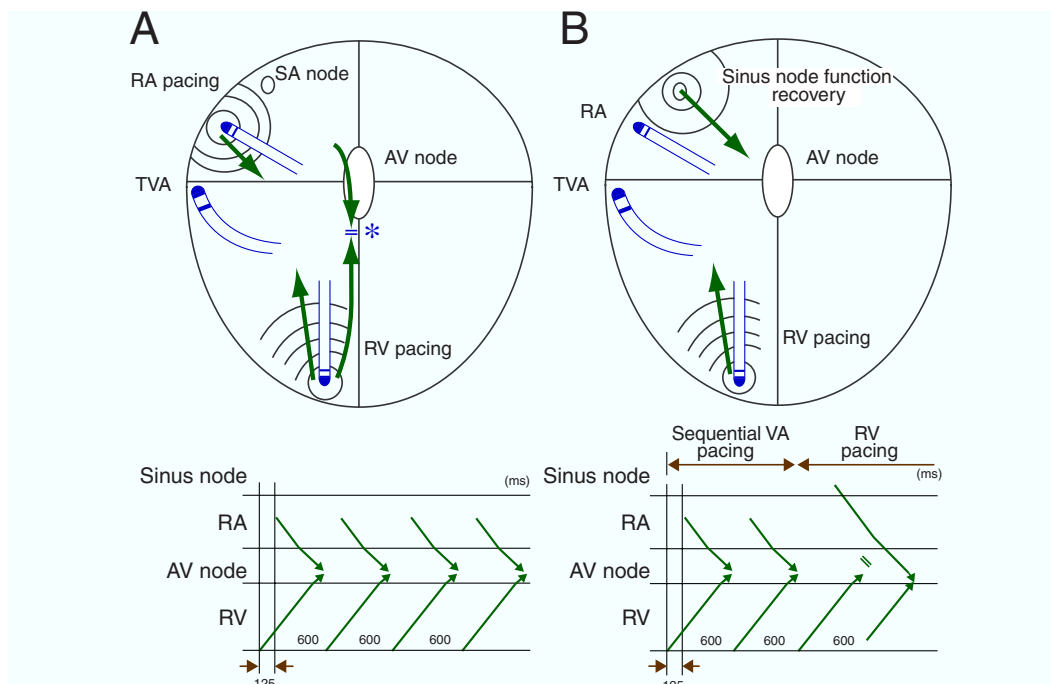 A
RA pacing
SA node
AV node
TVA
=*
RV pacing
Sinus node
(ms)
RA
AV node
RV
600
600
600
B
Sinus node function
recovery
RA
AV node
TVA
RV pacing
Sequential VA
pacing
RV
pacing
Sinus node
(ms)
RA
AV node
RV
600
600
600